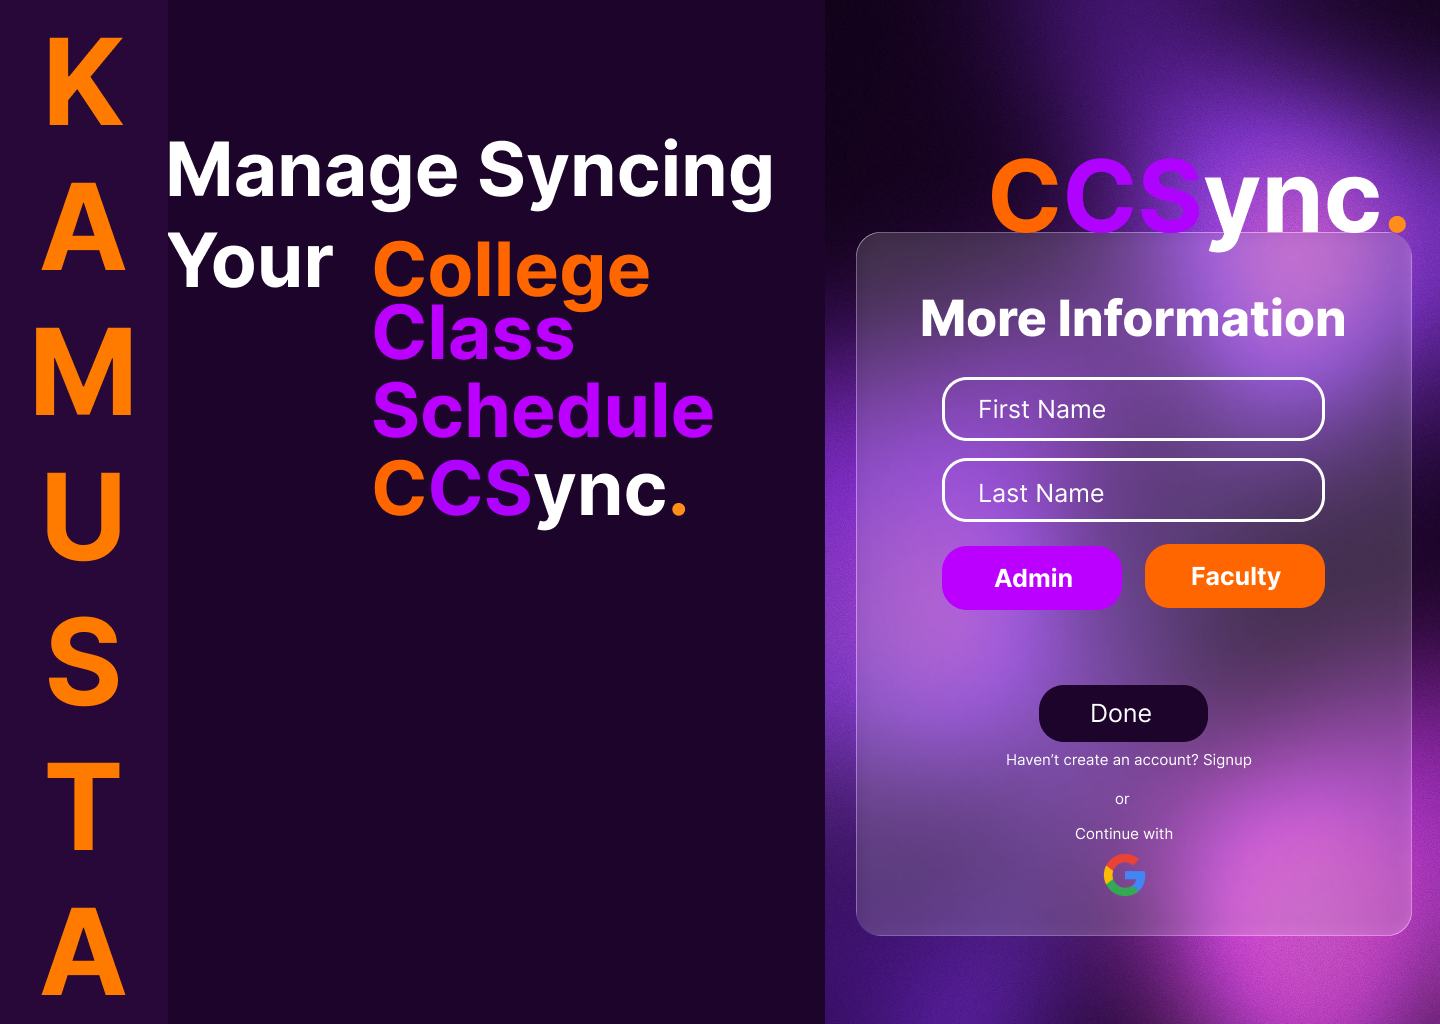 KAMUSTA
Manage Syncing
Your College
Class
Schedule
CCSync.
CCSync.
More Information
First Name
Last Name
Admin Faculty
Done
Haven’t create an account? Signup
or
Continue with
G